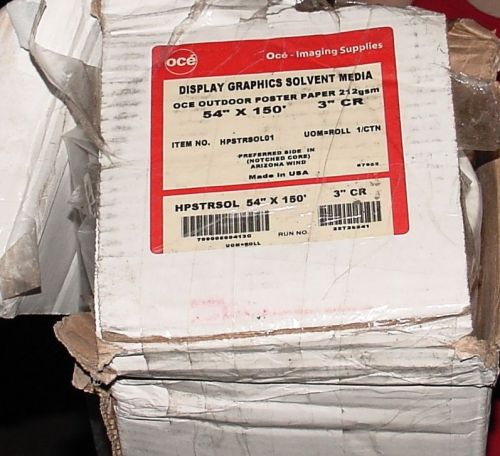 océ
Océ - Imaging Supplies
DISPLAY GRAPHICS SOLVENT MEDIA
OCE OUTDOOR POSTER PAPER 212gsm
54" X 150' 3" CR
ITEM NO. HPSTRSOL01 UOM=ROLL 1/CTN
PREFERRED SIDE IN
(NOTCHED CORE)
ARIZONA WIND
Made in USA
HPSTRSOL 54" X 150' 3" CR
UOM=ROLL
RUN NO.